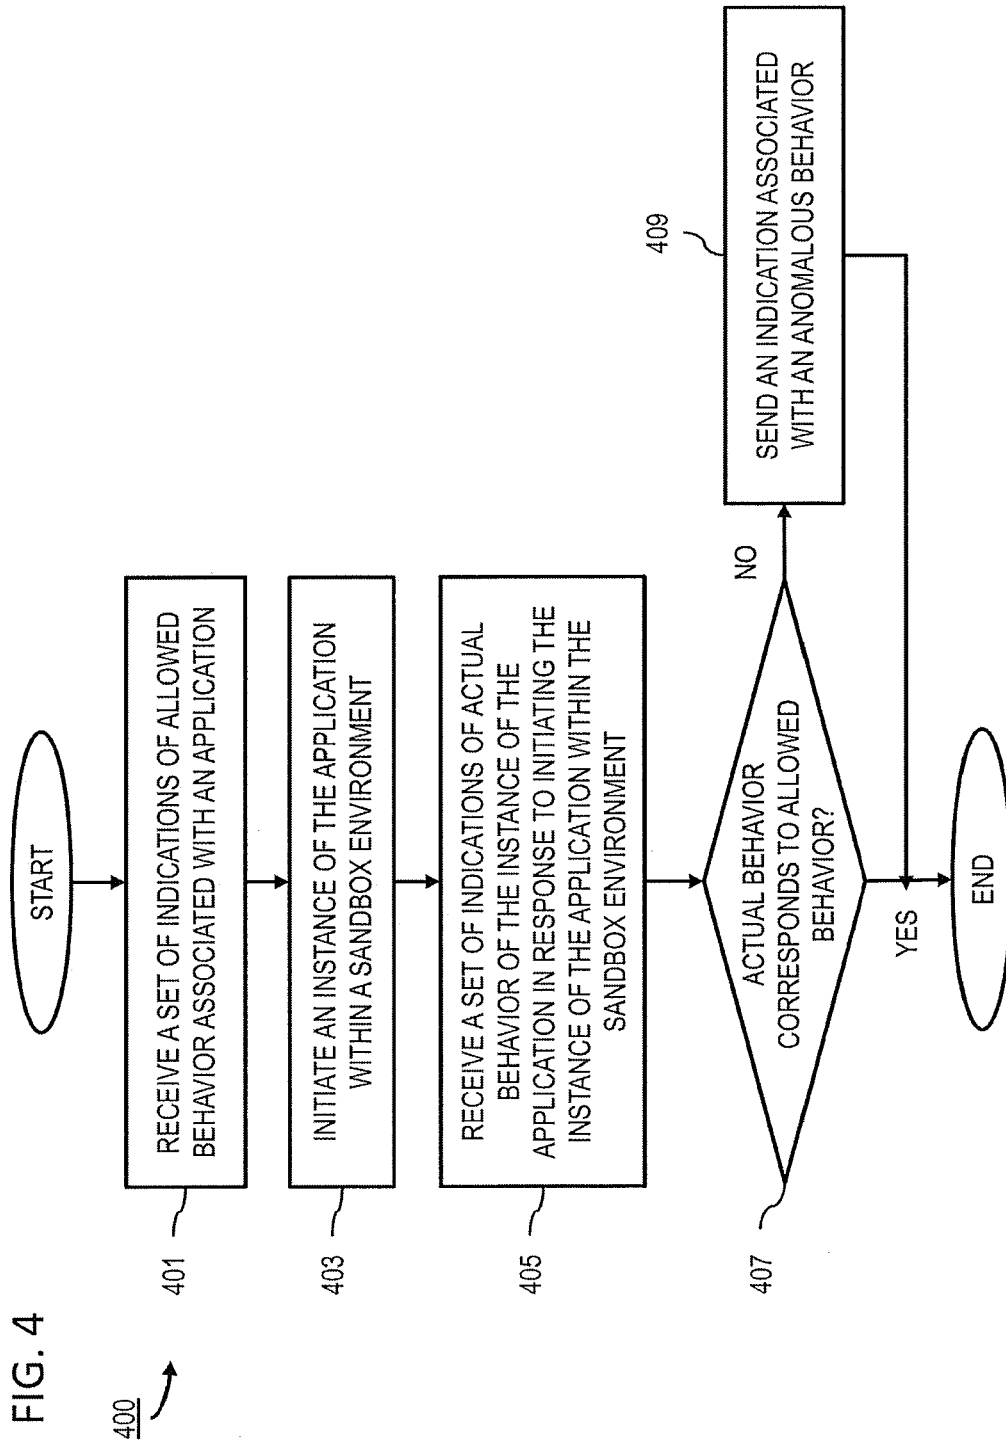 FIG. 4
400
START
401
RECEIVE A SET OF INDICATIONS OF ALLOWED
BEHAVIOR ASSOCIATED WITH AN APPLICATION
403
INITIATE AN INSTANCE OF THE APPLICATION
WITHIN A SANDBOX ENVIRONMENT
405
RECEIVE A SET OF INDICATIONS OF ACTUAL
BEHAVIOR OF THE INSTANCE OF THE
APPLICATION IN RESPONSE TO INITIATING THE
INSTANCE OF THE APPLICATION WITHIN THE
SANDBOX ENVIRONMENT
407
ACTUAL BEHAVIOR
CORRESPONDS TO ALLOWED
BEHAVIOR?
NO
409
SEND AN INDICATION ASSOCIATED
WITH AN ANOMALOUS BEHAVIOR
YES
END